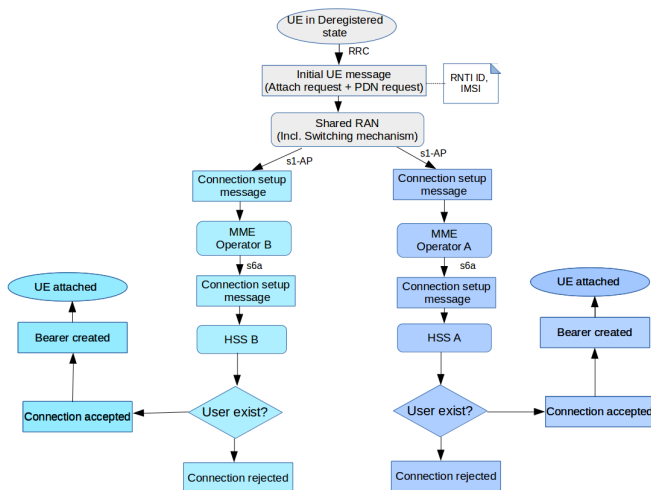 UE in Deregistered
state
RRC
Initial UE message
(Attach request + PDN request)
RNTI ID,
IMSI
Shared RAN
(Incl. Switching mechanism)
s1-AP
s1-AP
Connection setup
message
Connection setup
message
MME
Operator B
MME
Operator A
s6a
s6a
Connection setup
message
Connection setup
message
UE attached
UE attached
Bearer created
HSS B
HSS A
Bearer created
Connection accepted
User exist?
User exist?
Connection accepted
Connection rejected
Connection rejected